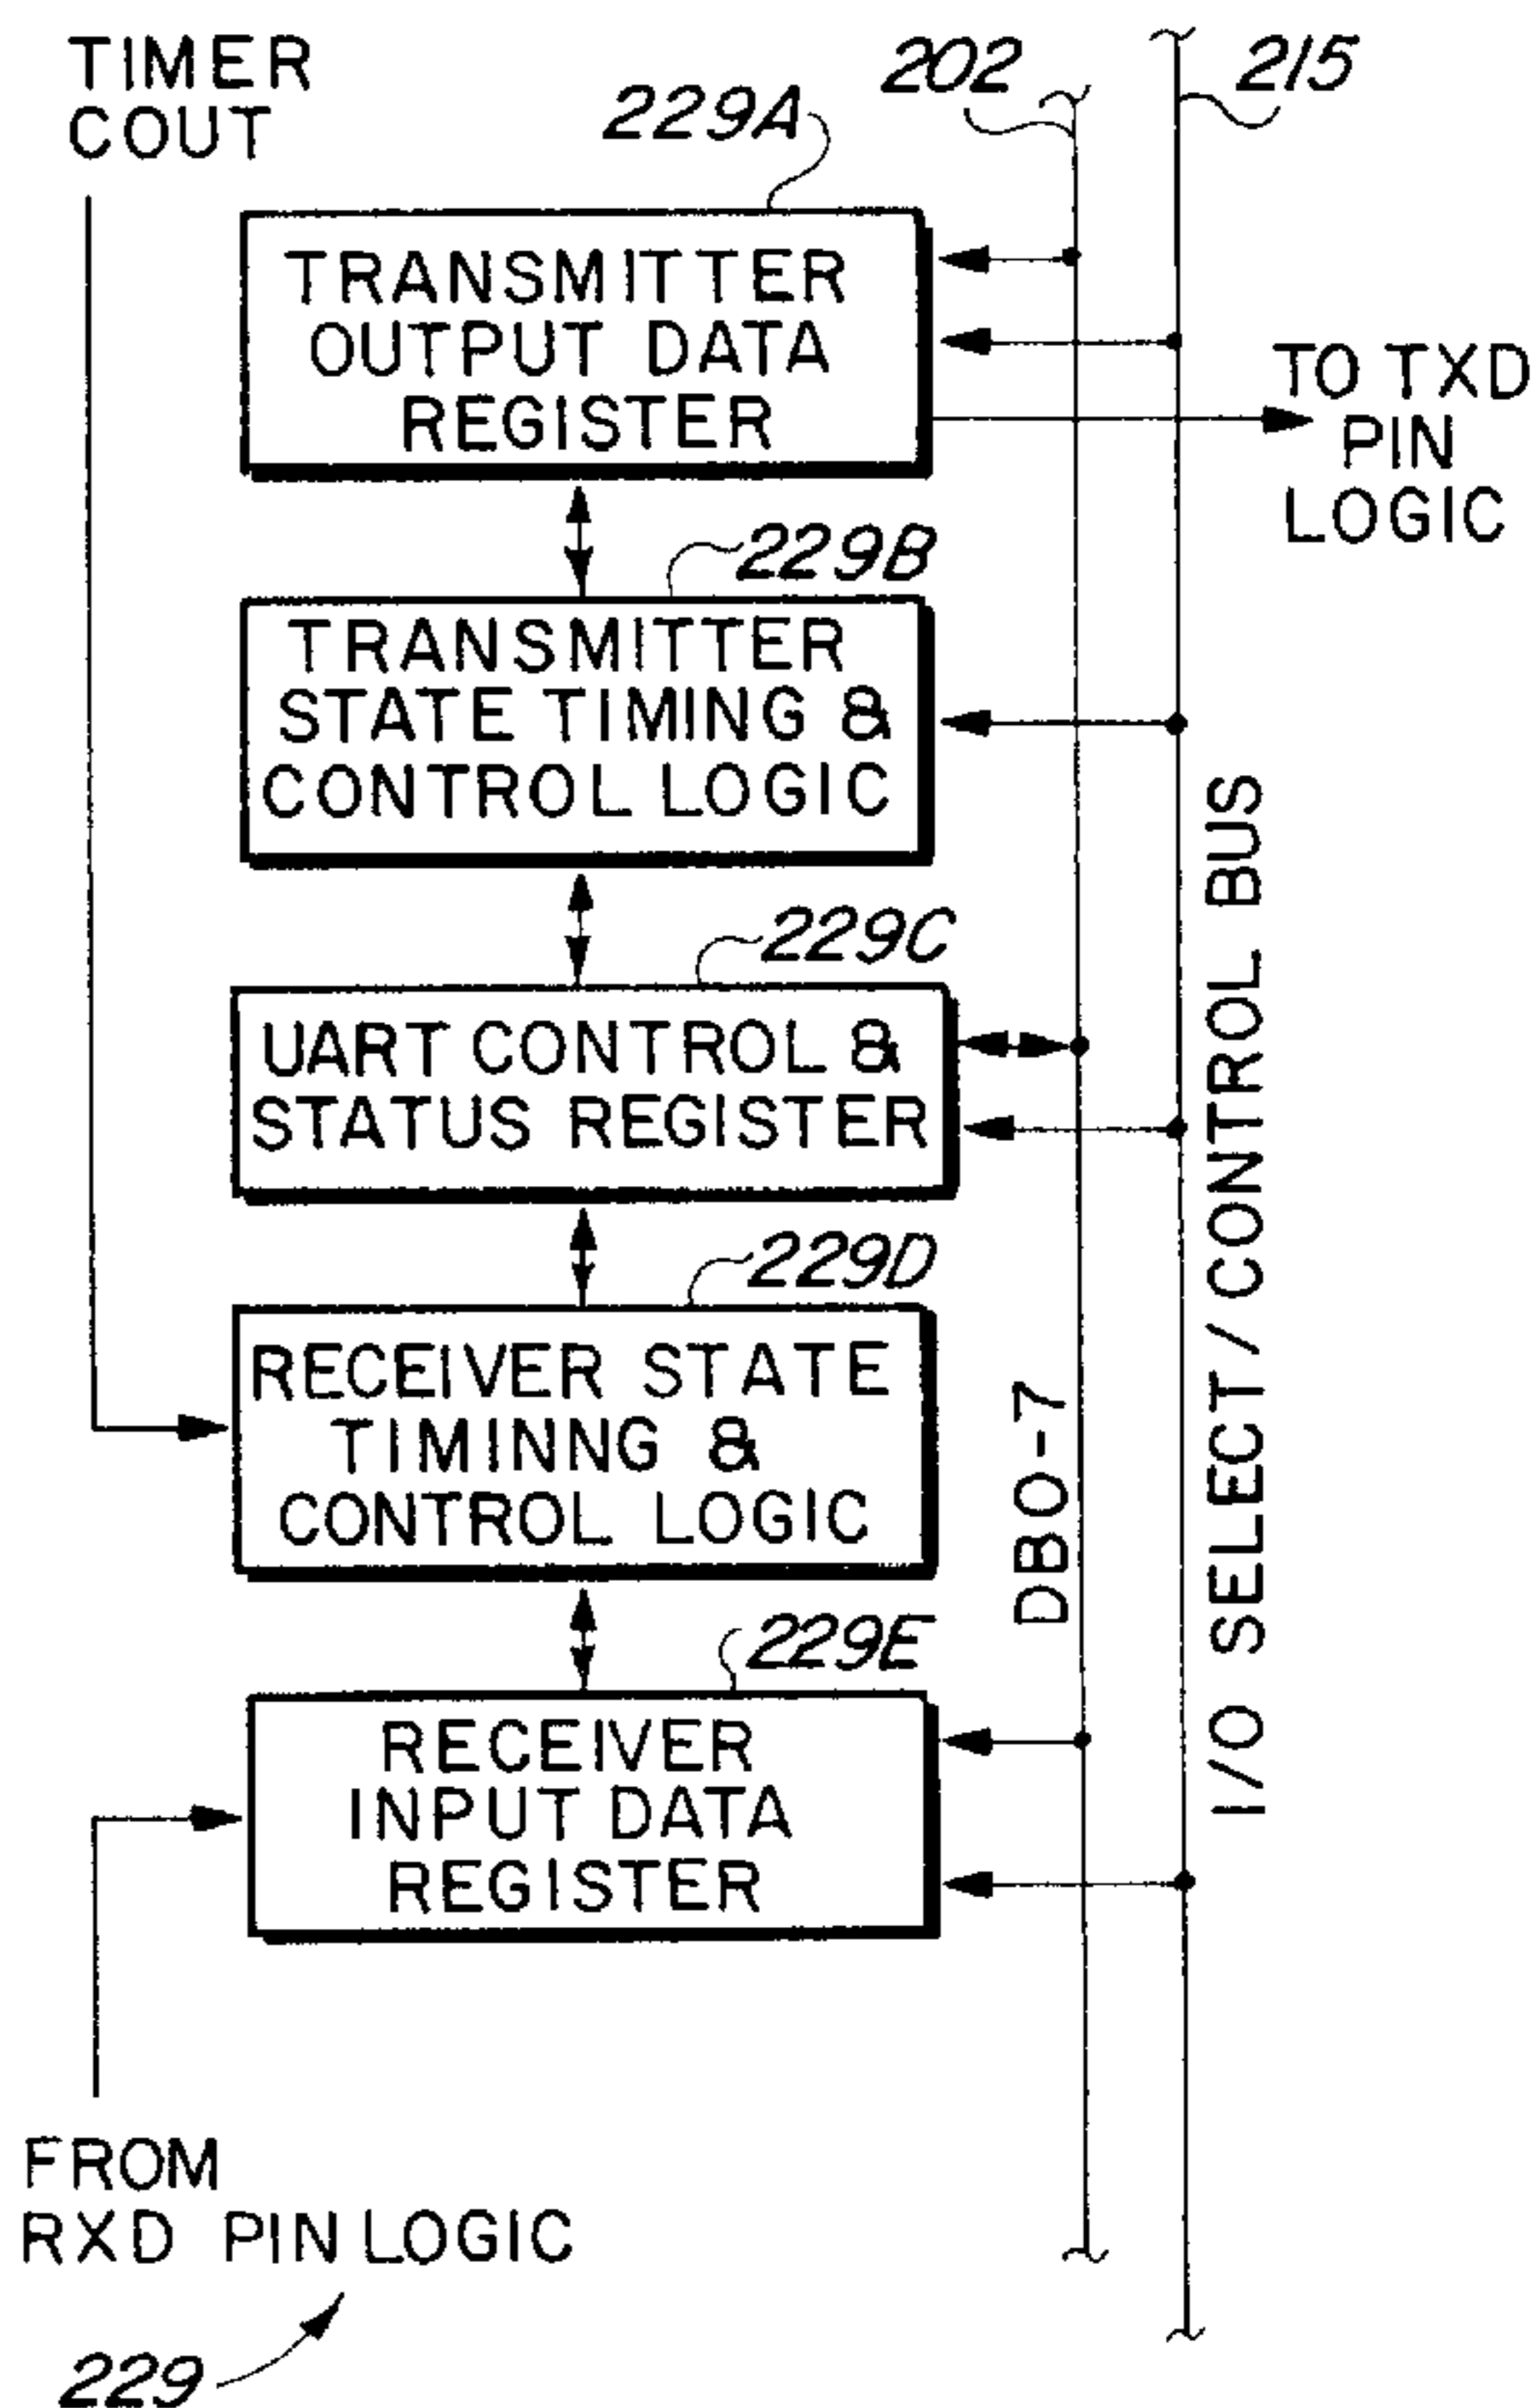 TIMER
COUT
229A
202
215
TRANSMITTER
OUTPUT DATA
REGISTER
TO TXD
PIN
LOGIC
229B
TRANSMITTER
STATE TIMING &
CONTROL LOGIC
229C
UART CONTROL &
STATUS REGISTER
229D
RECEIVER STATE
TIMINNG &
CONTROL LOGIC
DB0-7
I/O SELECT/CONTROL BUS
229E
RECEIVER
INPUT DATA
REGISTER
FROM
RXD PIN LOGIC
229